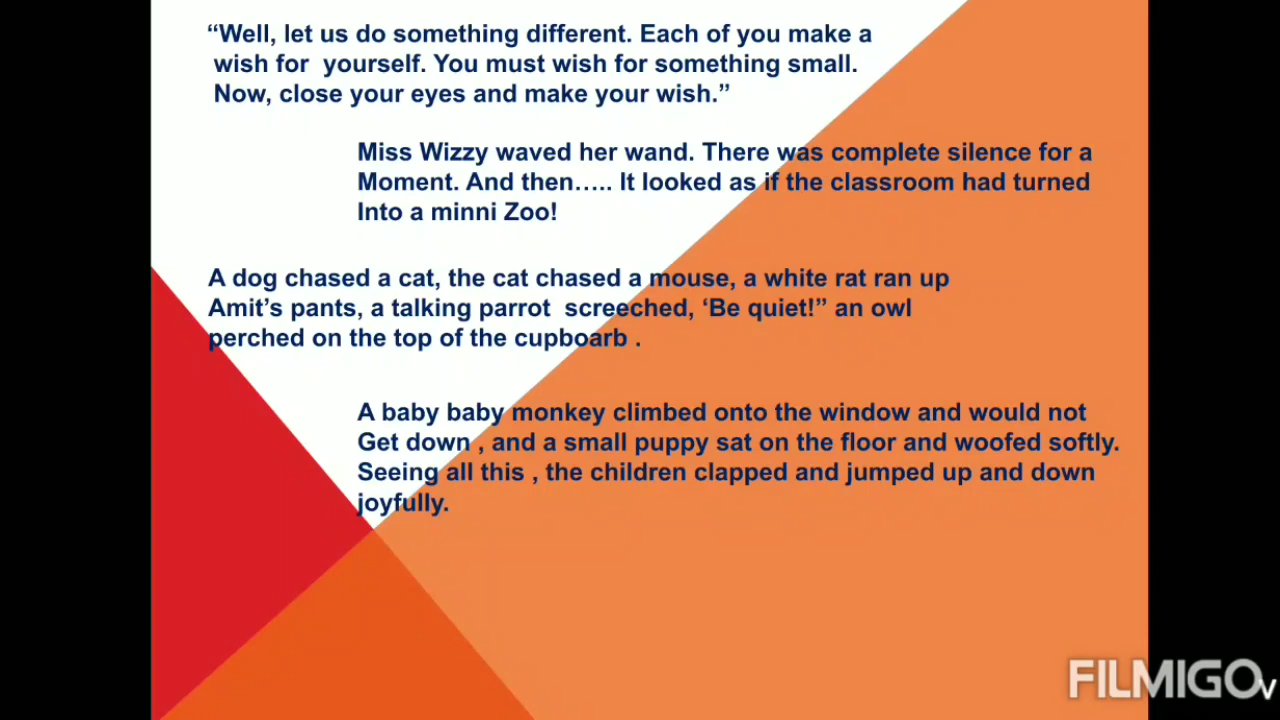 “Well, let us do something different. Each of you make a
wish for yourself. You must wish for something small.
Now, close your eyes and make your wish.”
Miss Wizzy waved her wand. There was complete silence for a
Moment. And then….. It looked as if the classroom had turned
Into a minni Zoo!
A dog chased a cat, the cat chased a mouse, a white rat ran up
Amit’s pants, a talking parrot screeched, ‘Be quiet!” an owl
perched on the top of the cupboarb .
A baby baby monkey climbed onto the window and would not
Get down , and a small puppy sat on the floor and woofed softly.
Seeing all this , the children clapped and jumped up and down
joyfully.
FILMIGO
V